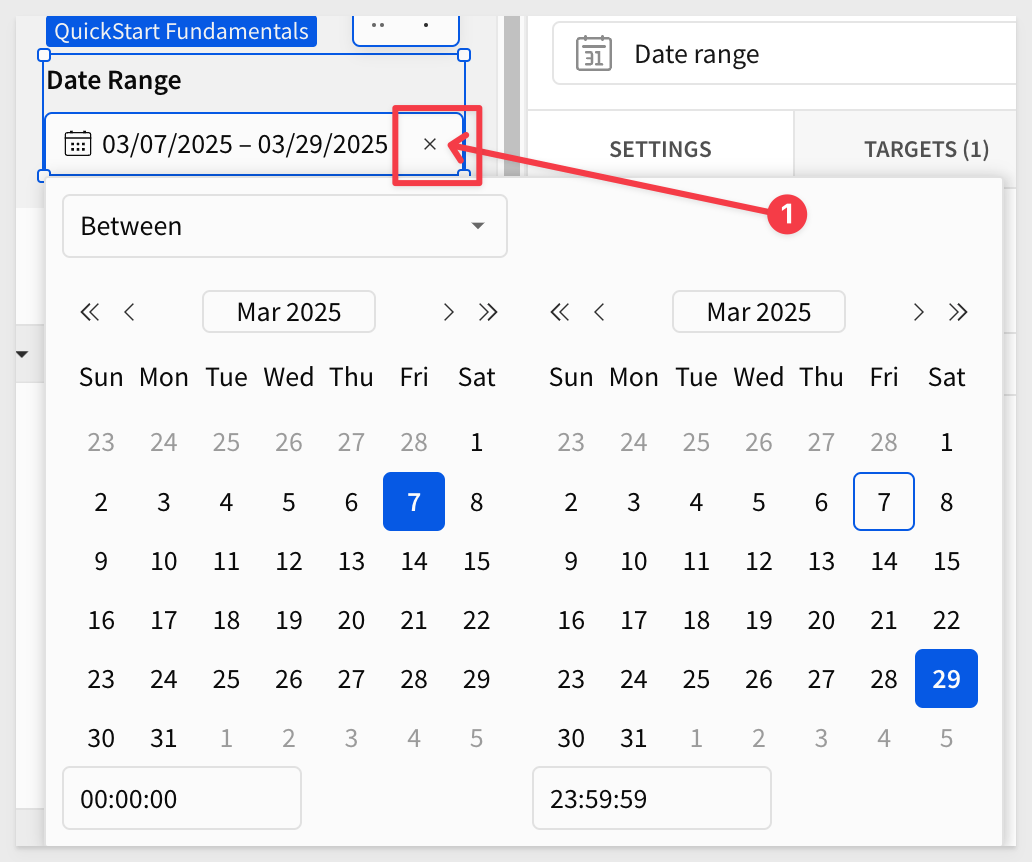 QuickStart Fundamentals
Date Range
03/07/2025 – 03/29/2025 ×
31 Date range
SETTINGS TARGETS (1)
1
Between
Mar 2025
Sun Mon Tue Wed Thu Fri Sat
23 24 25 26 27 28 1
2 3 4 5 6 7 8
9 10 11 12 13 14 15
16 17 18 19 20 21 22
23 24 25 26 27 28 29
30 31 1 2 3 4 5
00:00:00
Mar 2025
Sun Mon Tue Wed Thu Fri Sat
23 24 25 26 27 28 1
2 3 4 5 6 7 8
9 10 11 12 13 14 15
16 17 18 19 20 21 22
23 24 25 26 27 28 29
30 31 1 2 3 4 5
23:59:59